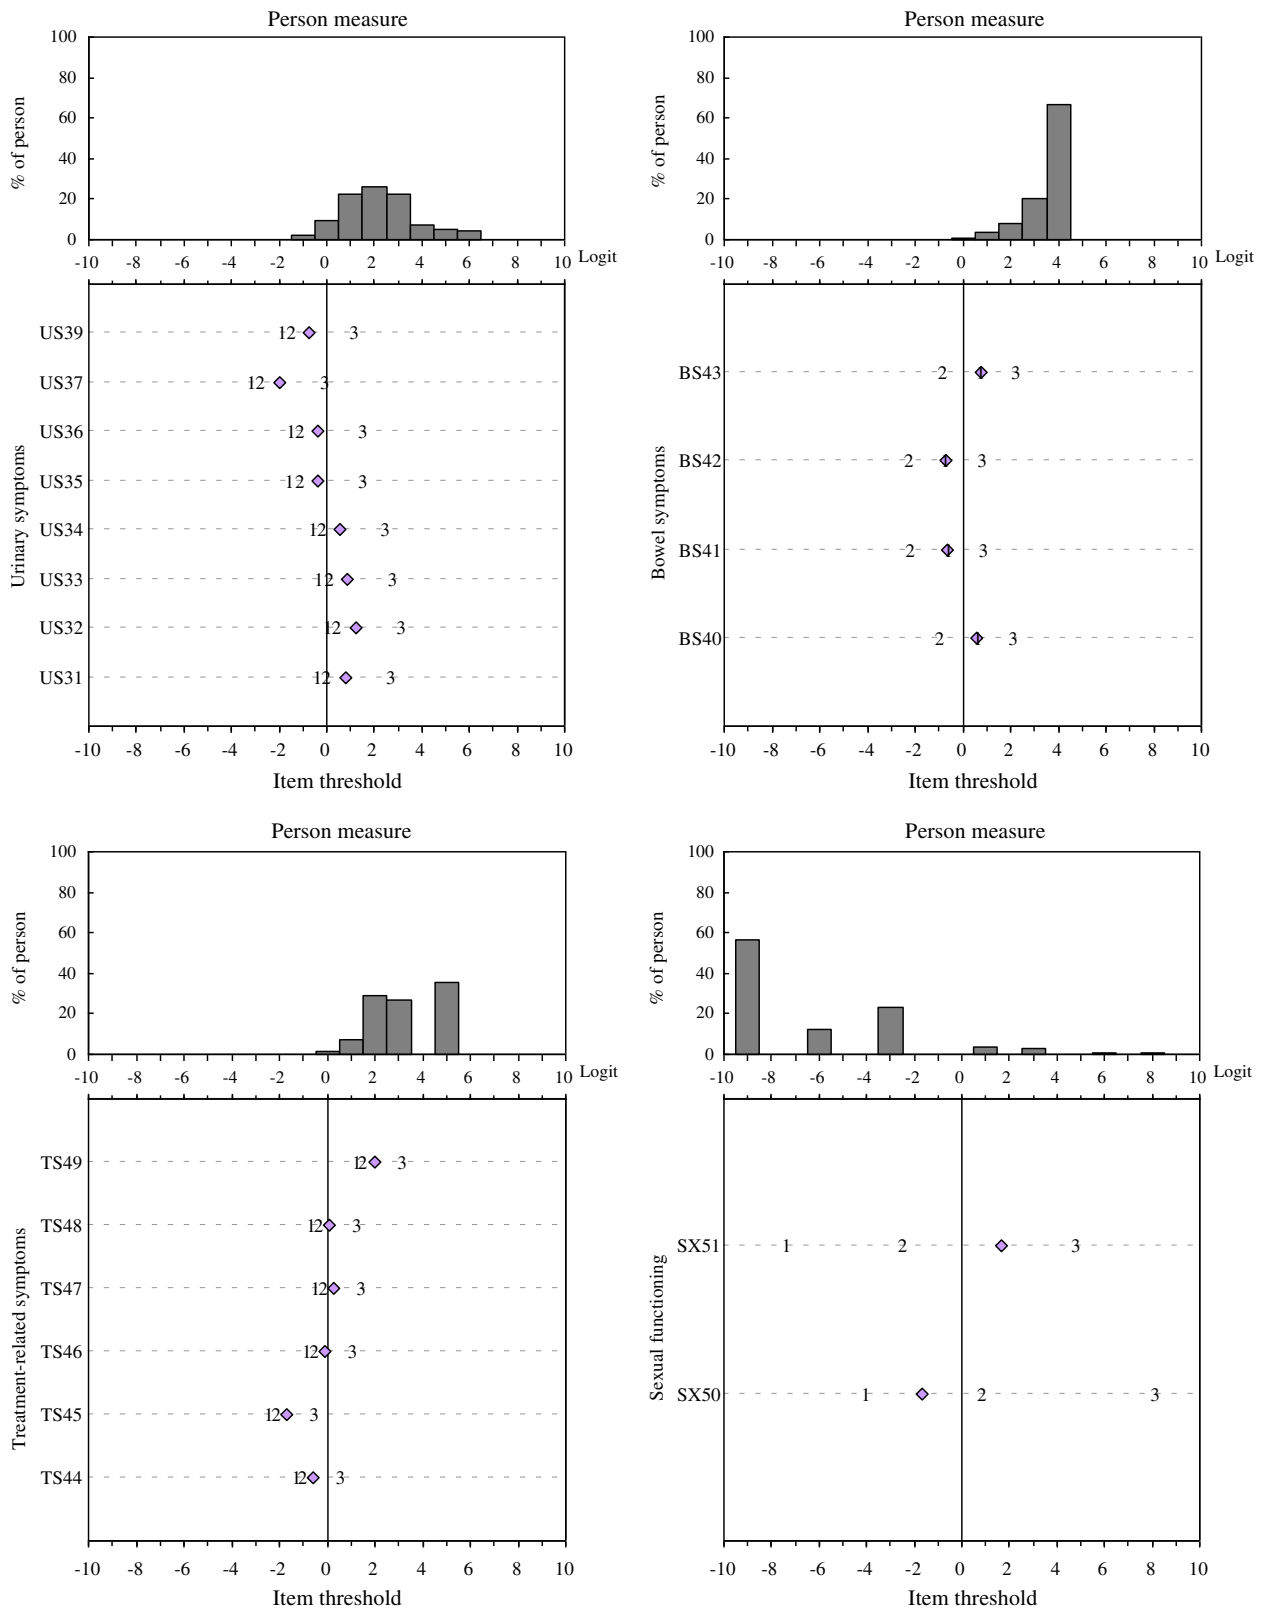 Person measure
100
80
60
40
20
0
% of person
-10 -8 -6 -4 -2 0 2 4 6 8 10 Logit
US39 12 3
US37 12 3
US36 12 3
US35 12 3
US34 12 3
US33 12 3
US32 12 3
US31 12 3
Urinary symptoms
-10 -8 -6 -4 -2 0 2 4 6 8 10
Item threshold
Person measure
100
80
60
40
20
0
% of person
-10 -8 -6 -4 -2 0 2 4 6 8 10 Logit
BS43 2 3
BS42 2 3
BS41 2 3
BS40 2 3
Bowel symptoms
-10 -8 -6 -4 -2 0 2 4 6 8 10
Item threshold
Person measure
100
80
60
40
20
0
% of person
-10 -8 -6 -4 -2 0 2 4 6 8 10 Logit
TS49 12 3
TS48 12 3
TS47 12 3
TS46 12 3
TS45 12 3
TS44 12 3
Treatment-related symptoms
-10 -8 -6 -4 -2 0 2 4 6 8 10
Item threshold
Person measure
100
80
60
40
20
0
% of person
-10 -8 -6 -4 -2 0 2 4 6 8 10 Logit
SX51 1 2 3
SX50 1 2 3
Sexual functioning
-10 -8 -6 -4 -2 0 2 4 6 8 10
Item threshold